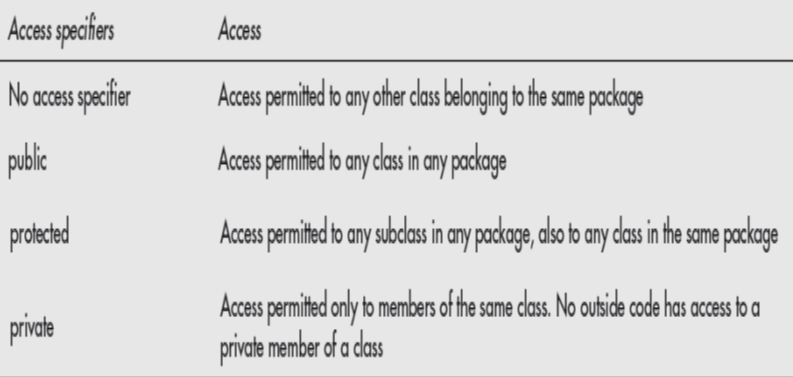 Access specifiers Access
No access specifier Access permitted to any other class belonging to the same package
public Access permitted to any class in any package
protected Access permitted to any subclass in any package, also to any class in the same package
private Access permitted only to members of the same class. No outside code has access to a
private member of a class